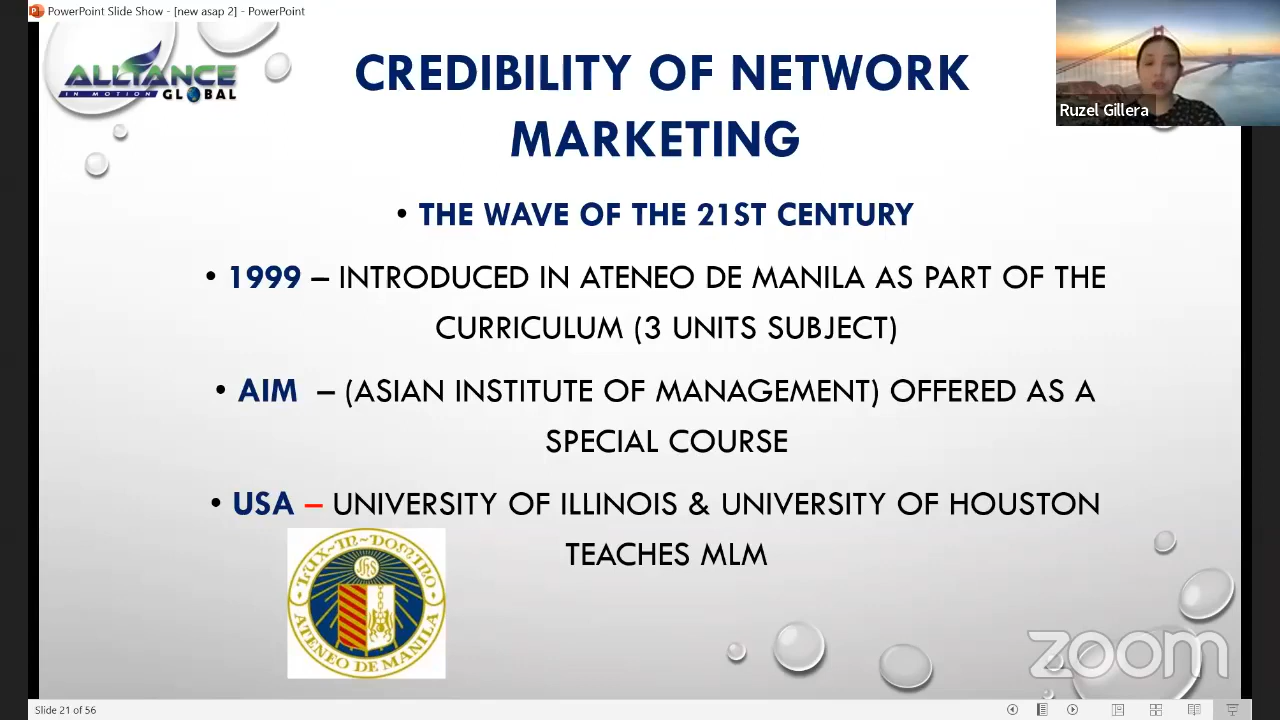 PowerPoint Slide Show - [new asap 2] - PowerPoint
ALLIANCE
IN MOTION GLOBAL
CREDIBILITY OF NETWORK
MARKETING
Ruzel Gillera
• THE WAVE OF THE 21ST CENTURY
• 1999 – INTRODUCED IN ATENEO DE MANILA AS PART OF THE
CURRICULUM (3 UNITS SUBJECT)
• AIM – (ASIAN INSTITUTE OF MANAGEMENT) OFFERED AS A
SPECIAL COURSE
• USA – UNIVERSITY OF ILLINOIS & UNIVERSITY OF HOUSTON
TEACHES MLM
LUX-IN-DOMINO
IHS
ATENEO DE MANILA
zoom
Slide 21 of 56